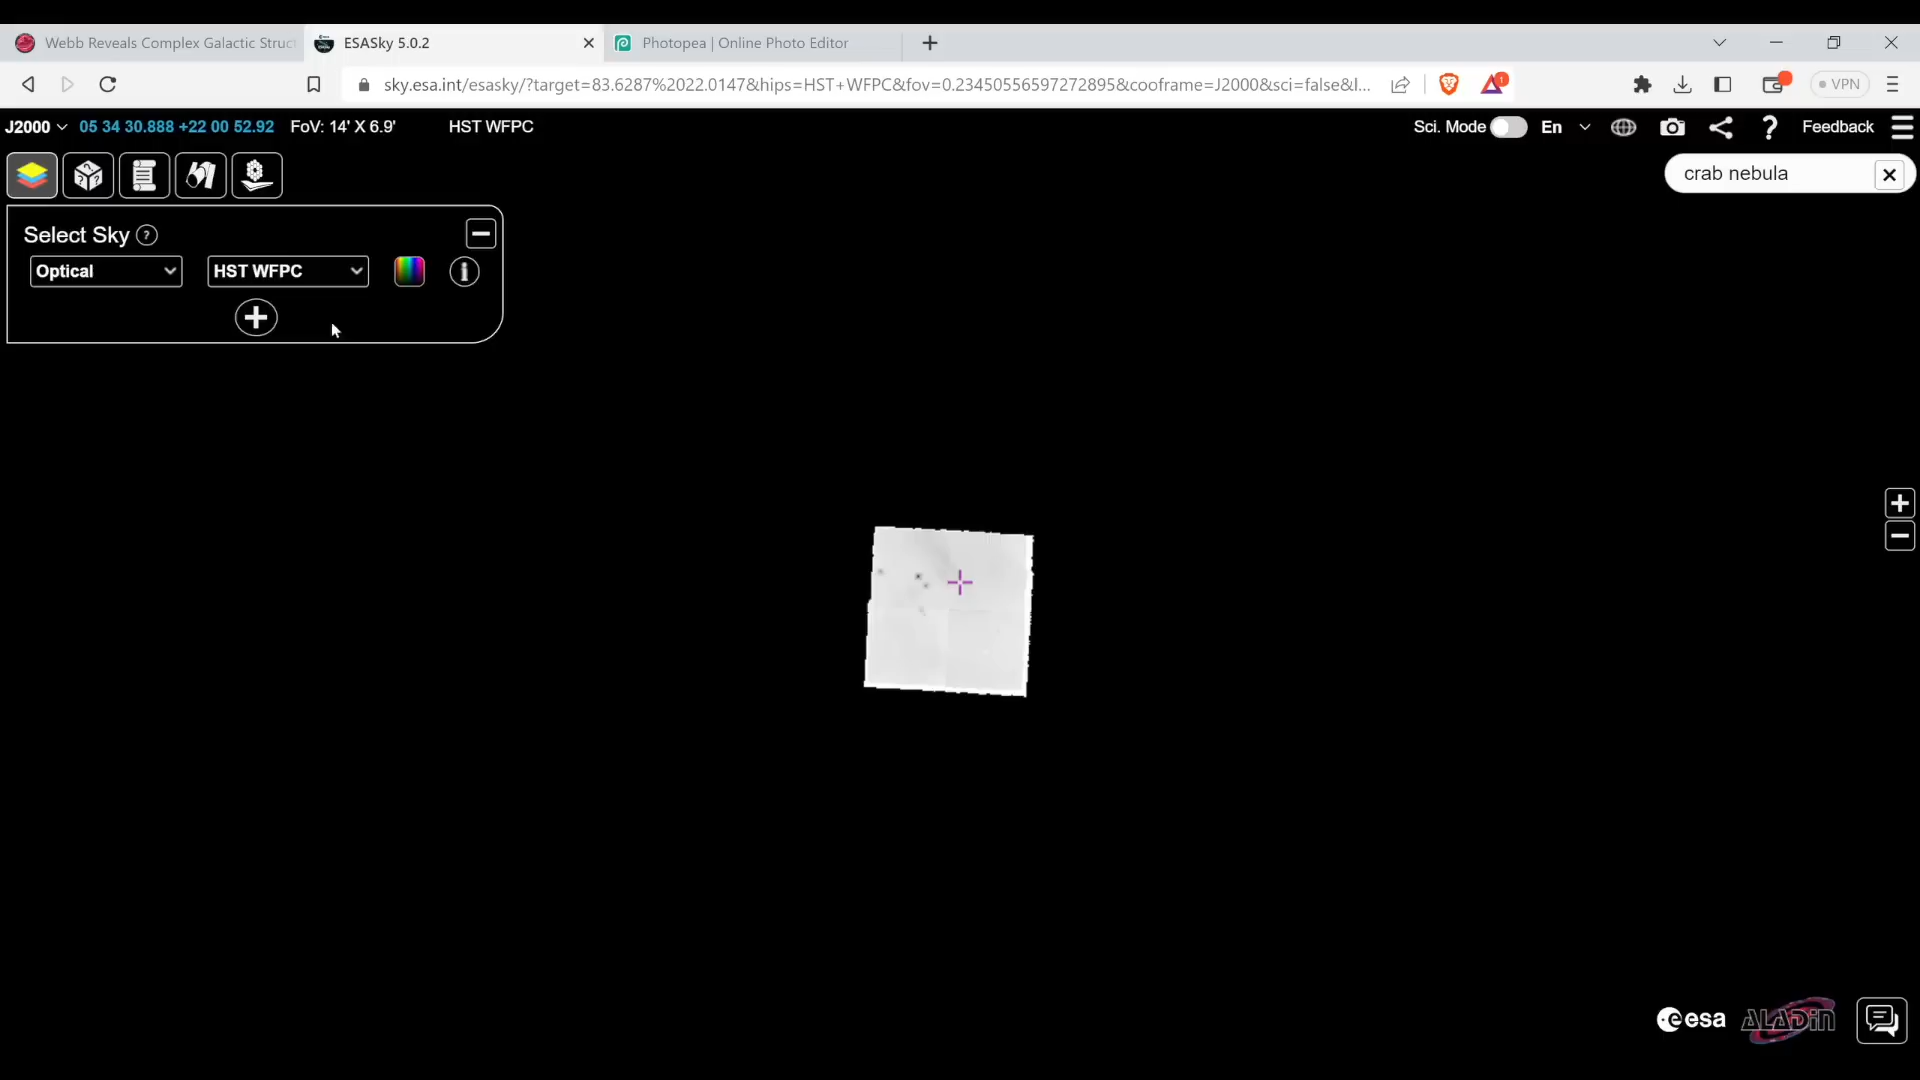 Webb Reveals Complex Galactic Struct
ESASky 5.0.2
Photopea | Online Photo Editor
sky.esa.int/esasky/?target=83.6287%2022.0147&hips=HST+WFPC&fov=0.23450556597272895&cooframe=J2000&sci=false&l...
1
VPN
J2000 05 34 30.888 +22 00 52.92 FoV: 14' X 6.9' HST WFPC
Sci. Mode En ? Feedback
crab nebula
Select Sky ?
Optical HST WFPC i
esa ALADIN